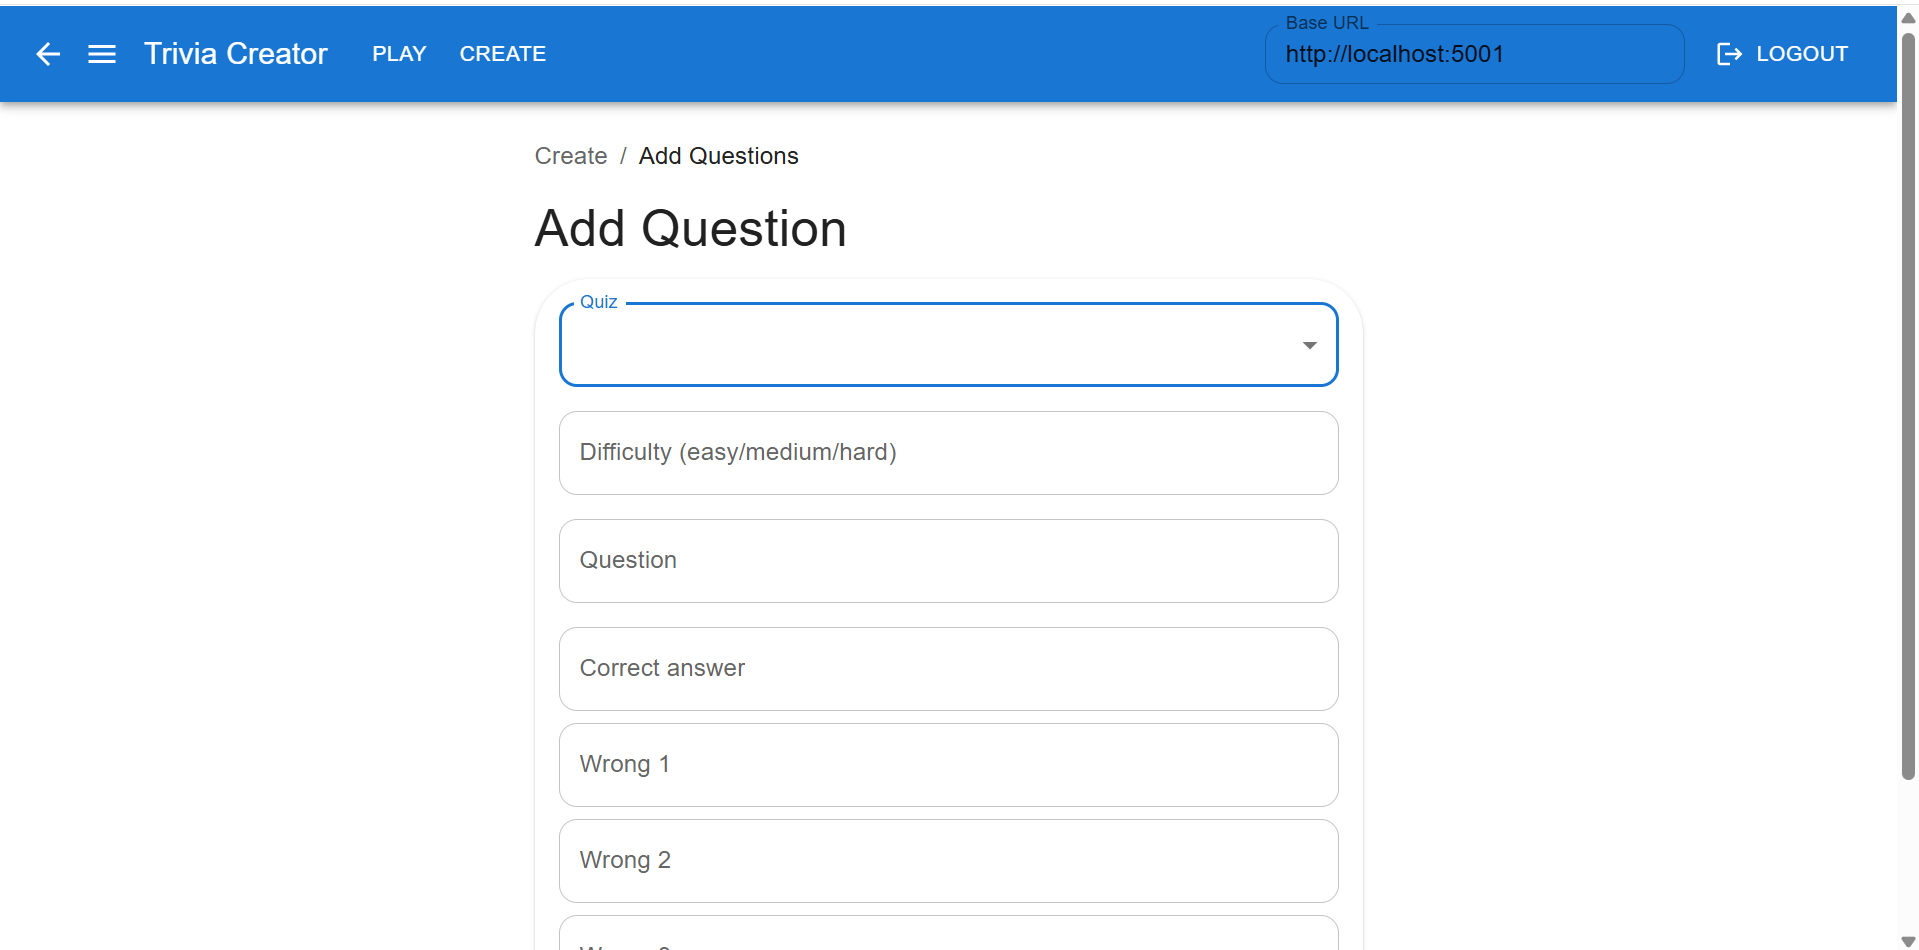 Trivia Creator PLAY CREATE
Base URL
http://localhost:5001
LOGOUT
Create / Add Questions
Add Question
Quiz
Difficulty (easy/medium/hard)
Question
Correct answer
Wrong 1
Wrong 2